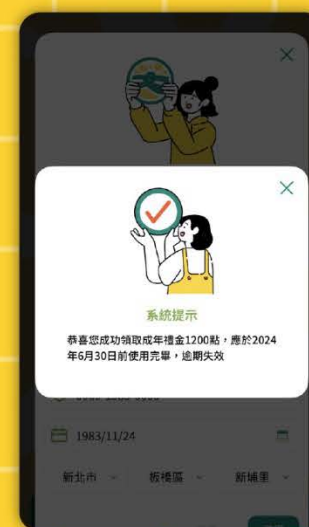 系統提示
恭喜您成功領取成年禮金1200點，應於2024
年6月30日前使用完畢，逾期失效
1983/11/24
新北市
板橋區
新埔里